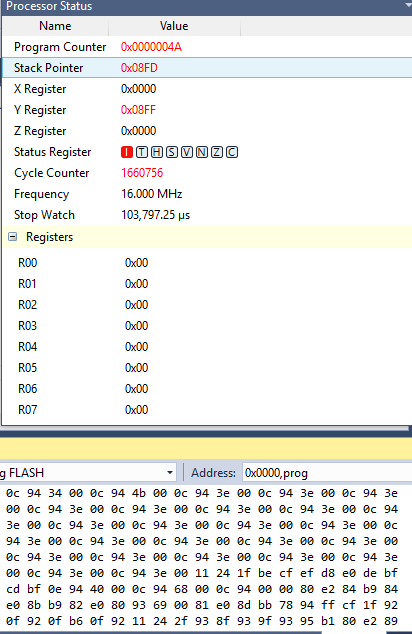 Processor Status
Name Value
Program Counter 0x0000004A
Stack Pointer 0x08FD
X Register 0x0000
Y Register 0x08FF
Z Register 0x0000
Status Register I T H S V N Z C
Cycle Counter 1660756
Frequency 16.000 MHz
Stop Watch 103,797.25 µs
Registers
R00 0x00
R01 0x00
R02 0x00
R03 0x00
R04 0x00
R05 0x00
R06 0x00
R07 0x00
g FLASH Address: 0x0000,prog
0c 94 34 00 0c 94 4b 00 0c 94 3e 00 0c 94 3e 00 0c 94 3e
00 0c 94 3e 00 0c 94 3e 00 0c 94 3e 00 0c 94 3e 00 0c 94
3e 00 0c 94 3e 00 0c 94 3e 00 0c 94 3e 00 0c 94 3e 00 0c
94 3e 00 0c 94 3e 00 0c 94 3e 00 0c 94 3e 00 0c 94 3e 00
0c 94 3e 00 0c 94 3e 00 0c 94 3e 00 0c 94 3e 00 0c 94 3e
00 0c 94 3e 00 0c 94 3e 00 11 24 1f be cf ef d8 e0 de bf
cd bf 0e 94 40 00 0c 94 68 00 0c 94 00 00 80 e2 84 b9 84
e0 8b b9 82 e0 80 93 69 00 81 e0 8d bb 78 94 ff cf 1f 92
0f 92 0f b6 0f 92 11 24 2f 93 8f 93 9f 93 95 b1 80 e2 89